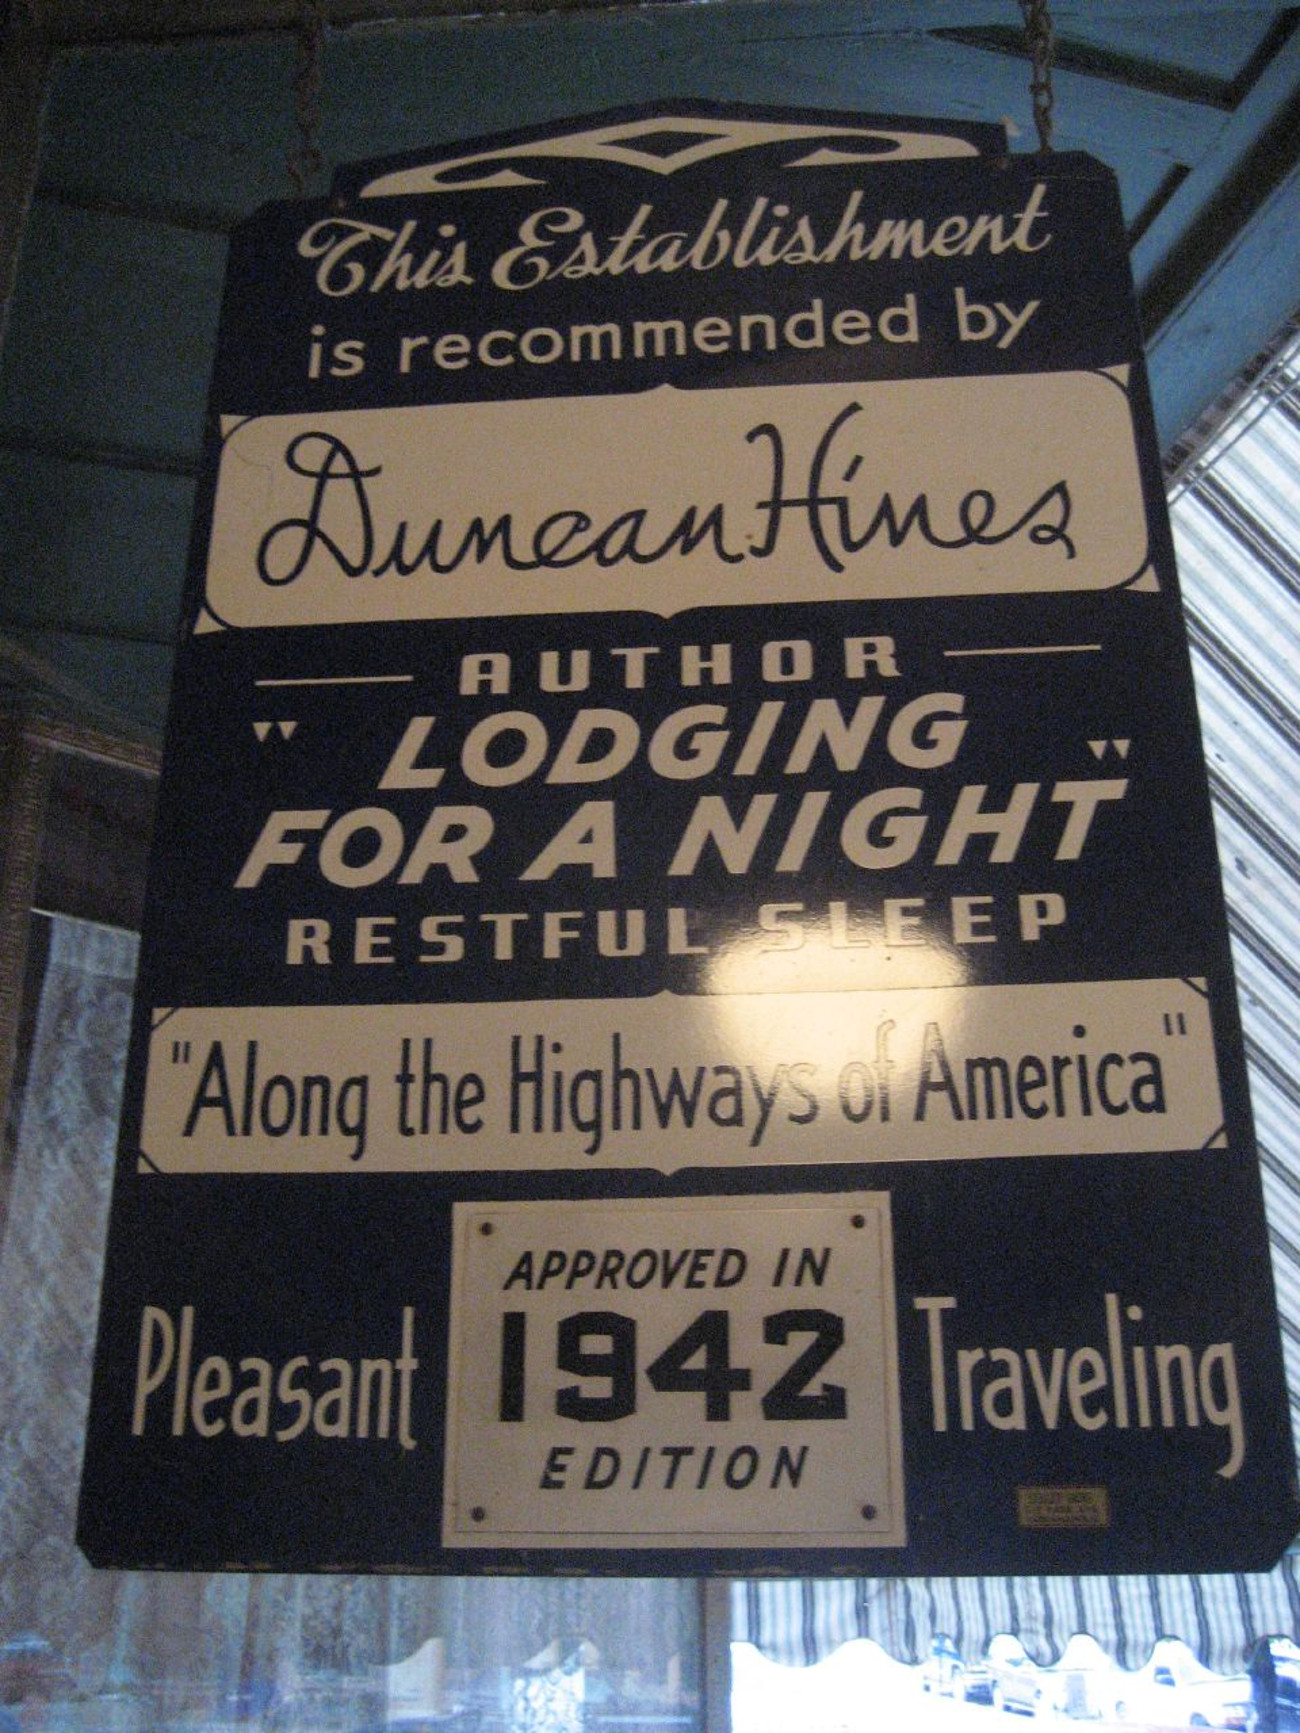 This Establishment
is recommended by
Duncan Hines
AUTHOR
"LODGING
FOR A NIGHT"
RESTFUL SLEEP
"Along the Highways of America"
APPROVED IN
1942
EDITION
Pleasant Traveling